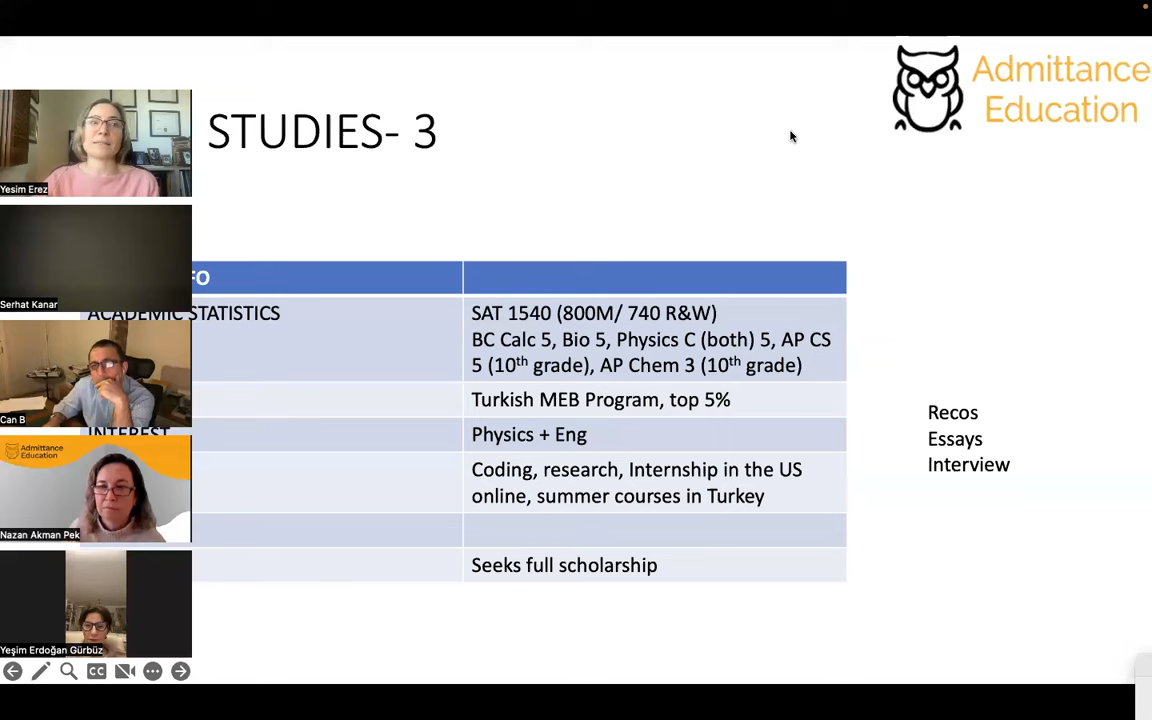 Admittance
Education
STUDIES- 3
Yesim Erez
Serhat Kanar
Can B
Admittance
Education
Nazan Akman Pek
Yeşim Erdoğan Gürbüz
FO
ACADEMIC STATISTICS
SAT 1540 (800M/ 740 R&W)
BC Calc 5, Bio 5, Physics C (both) 5, AP CS
5 (10th grade), AP Chem 3 (10th grade)
Turkish MEB Program, top 5%
INTEREST
Physics + Eng
Coding, research, Internship in the US
online, summer courses in Turkey
Seeks full scholarship
Recos
Essays
Interview
CC